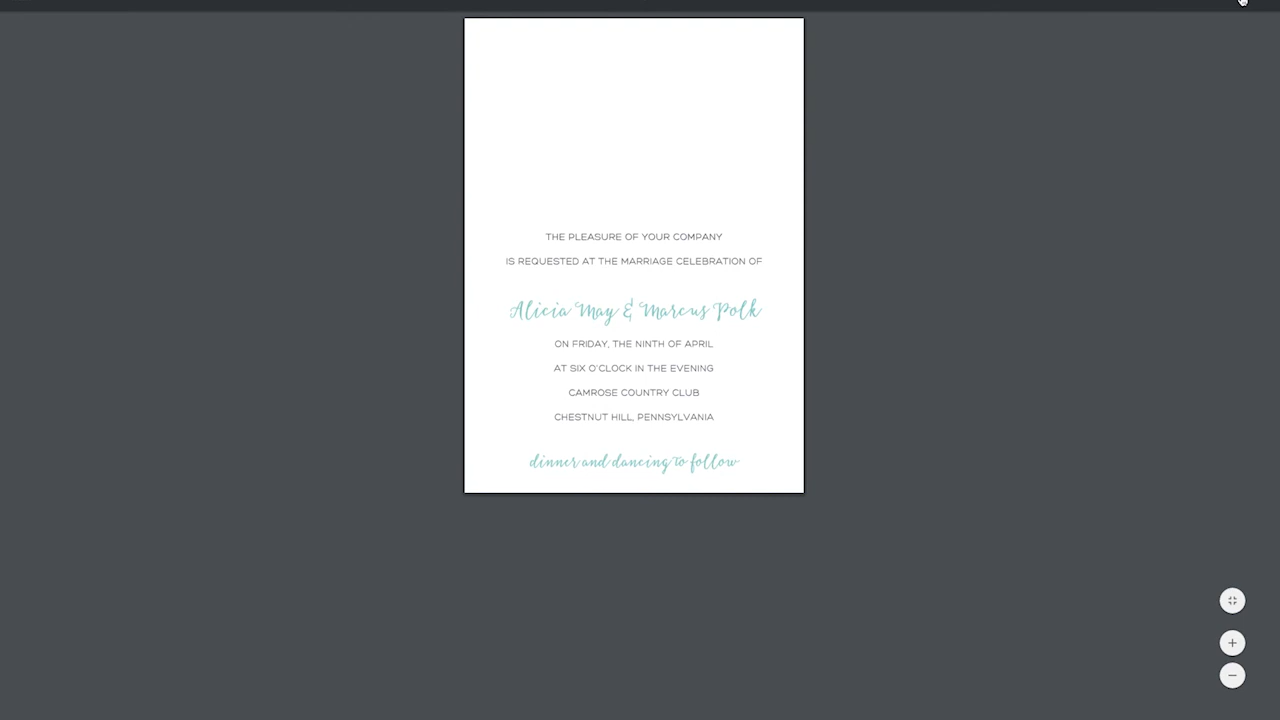 THE PLEASURE OF YOUR COMPANY
IS REQUESTED AT THE MARRIAGE CELEBRATION OF
Alicia May & Marcus Polk
ON FRIDAY, THE NINTH OF APRIL
AT SIX O'CLOCK IN THE EVENING
CAMROSE COUNTRY CLUB
CHESTNUT HILL, PENNSYLVANIA
dinner and dancing to follow